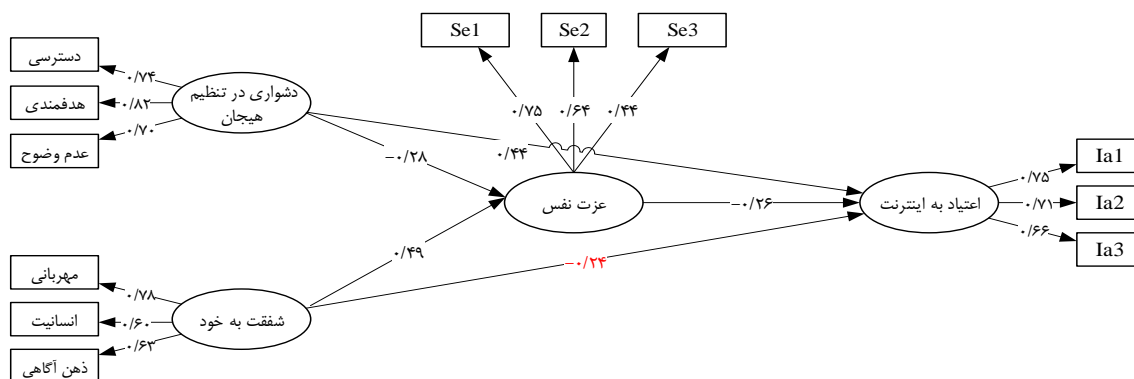 Se1
Se2
Se3
دسترسی
۰/۷۴
دشواری در تنظیم
هیجان
هدفمندی
۰/۸۲
عدم وضوح
۰/۷۰
۰/۷۵
۰/۶۴
۰/۴۴
−۰/۲۸
۰/۴۴
Ia1
۰/۷۵
عزت نفس
−۰/۲۶
اعتیاد به اینترنت
۰/۷۱
Ia2
۰/۶۶
Ia3
۰/۴۹
−۰/۲۴
مهربانی
۰/۷۸
شفقت به خود
انسانیت
۰/۶۰
ذهن آگاهی
۰/۶۳